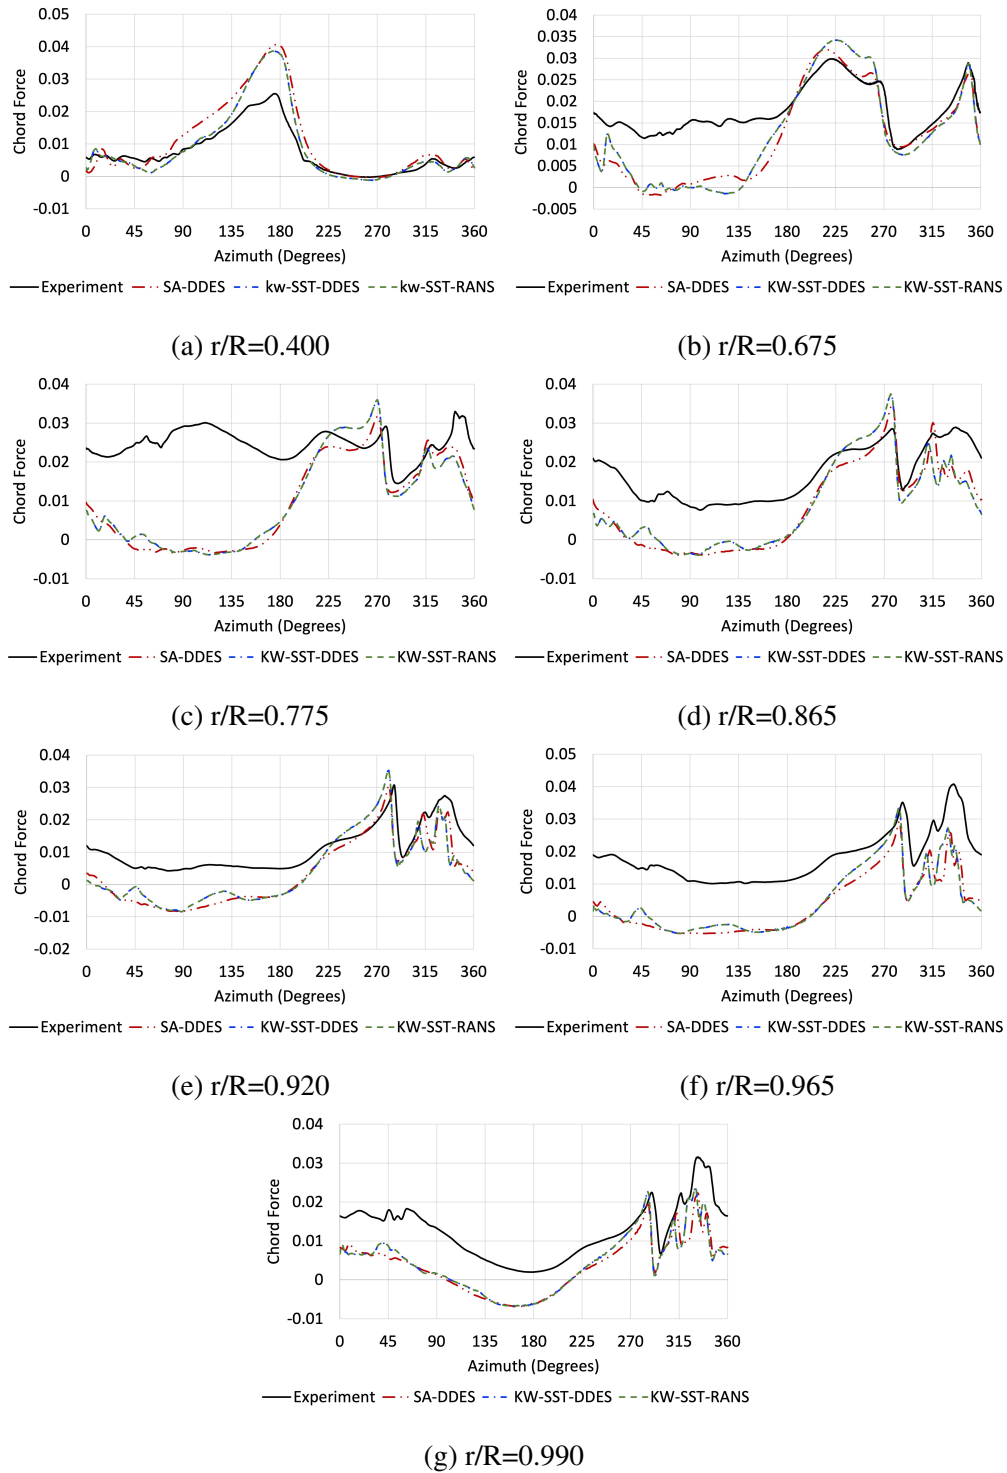 0.05
0.04
0.03
0.02
0.01
0
-0.01
Chord Force
0 45 90 135 180 225 270 315 360
Azimuth (Degrees)
Experiment SA-DDES kw-SST-DDES kw-SST-RANS
(a) r/R=0.400
0.04
0.035
0.03
0.025
0.02
0.015
0.01
0.005
0
-0.005
Chord Force
0 45 90 135 180 225 270 315 360
Azimuth (Degrees)
Experiment SA-DDES KW-SST-DDES KW-SST-RANS
(b) r/R=0.675
0.04
0.03
0.02
0.01
0
-0.01
Chord Force
0 45 90 135 180 225 270 315 360
Azimuth (Degrees)
Experiment SA-DDES KW-SST-DDES KW-SST-RANS
(c) r/R=0.775
0.04
0.03
0.02
0.01
0
-0.01
Chord Force
0 45 90 135 180 225 270 315 360
Azimuth (Degrees)
Experiment SA-DDES KW-SST-DDES KW-SST-RANS
(d) r/R=0.865
0.04
0.03
0.02
0.01
0
-0.01
-0.02
Chord Force
0 45 90 135 180 225 270 315 360
Azimuth (Degrees)
Experiment SA-DDES KW-SST-DDES KW-SST-RANS
(e) r/R=0.920
0.05
0.04
0.03
0.02
0.01
0
-0.01
Chord Force
0 45 90 135 180 225 270 315 360
Azimuth (Degrees)
Experiment SA-DDES KW-SST-DDES KW-SST-RANS
(f) r/R=0.965
0.04
0.03
0.02
0.01
0
-0.01
Chord Force
0 45 90 135 180 225 270 315 360
Azimuth (Degrees)
Experiment SA-DDES KW-SST-DDES KW-SST-RANS
(g) r/R=0.990